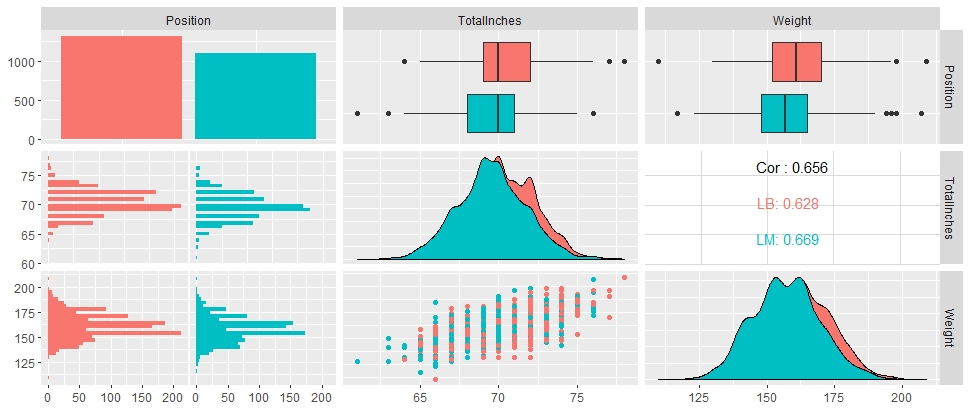 Position TotalInches Weight
1000
500
0
Position
75
70
65
60
Cor : 0.656
LB: 0.628
LM: 0.669
TotalInches
200
175
150
125
Weight
0 50 100 150 200 0 50 100 150 200 65 70 75 125 150 175 200